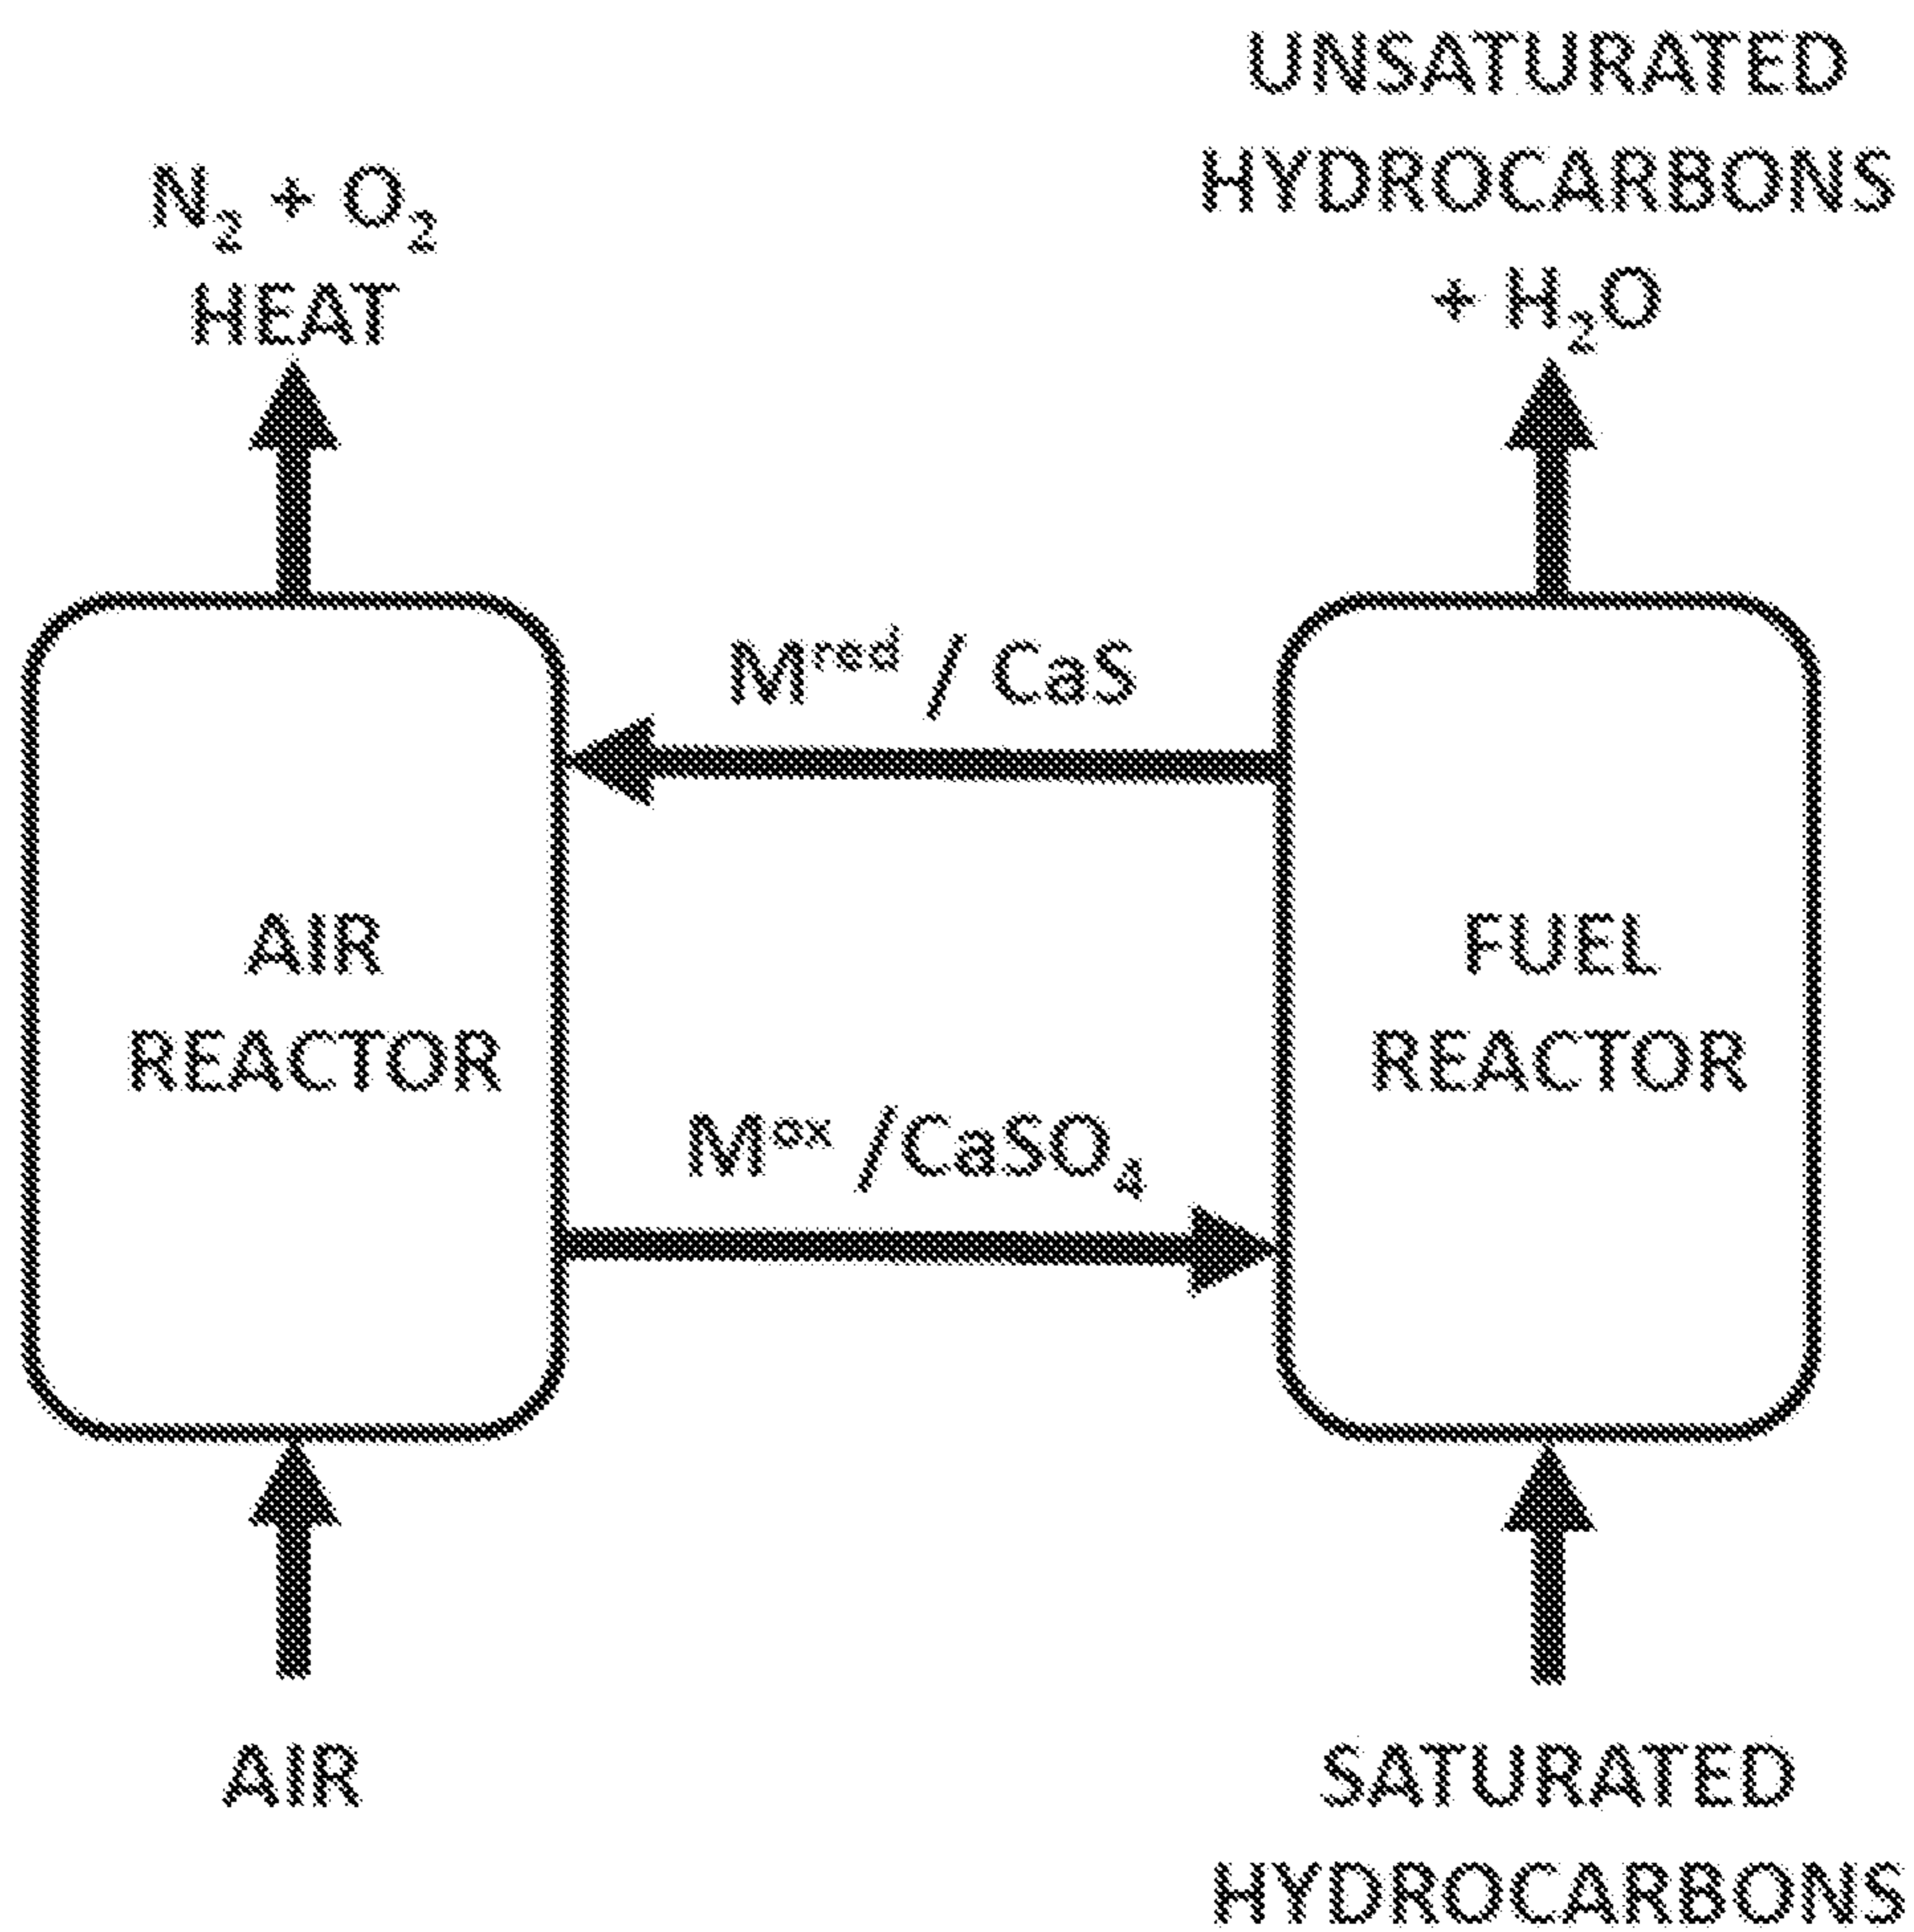 UNSATURATED
HYDROCARBONS
+ H₂O
N₂ + O₂
HEAT
Mʳᵉᵈ / CaS
AIR
REACTOR
FUEL
REACTOR
Mᵒˣ /CaSO₄
AIR
SATURATED
HYDROCARBONS